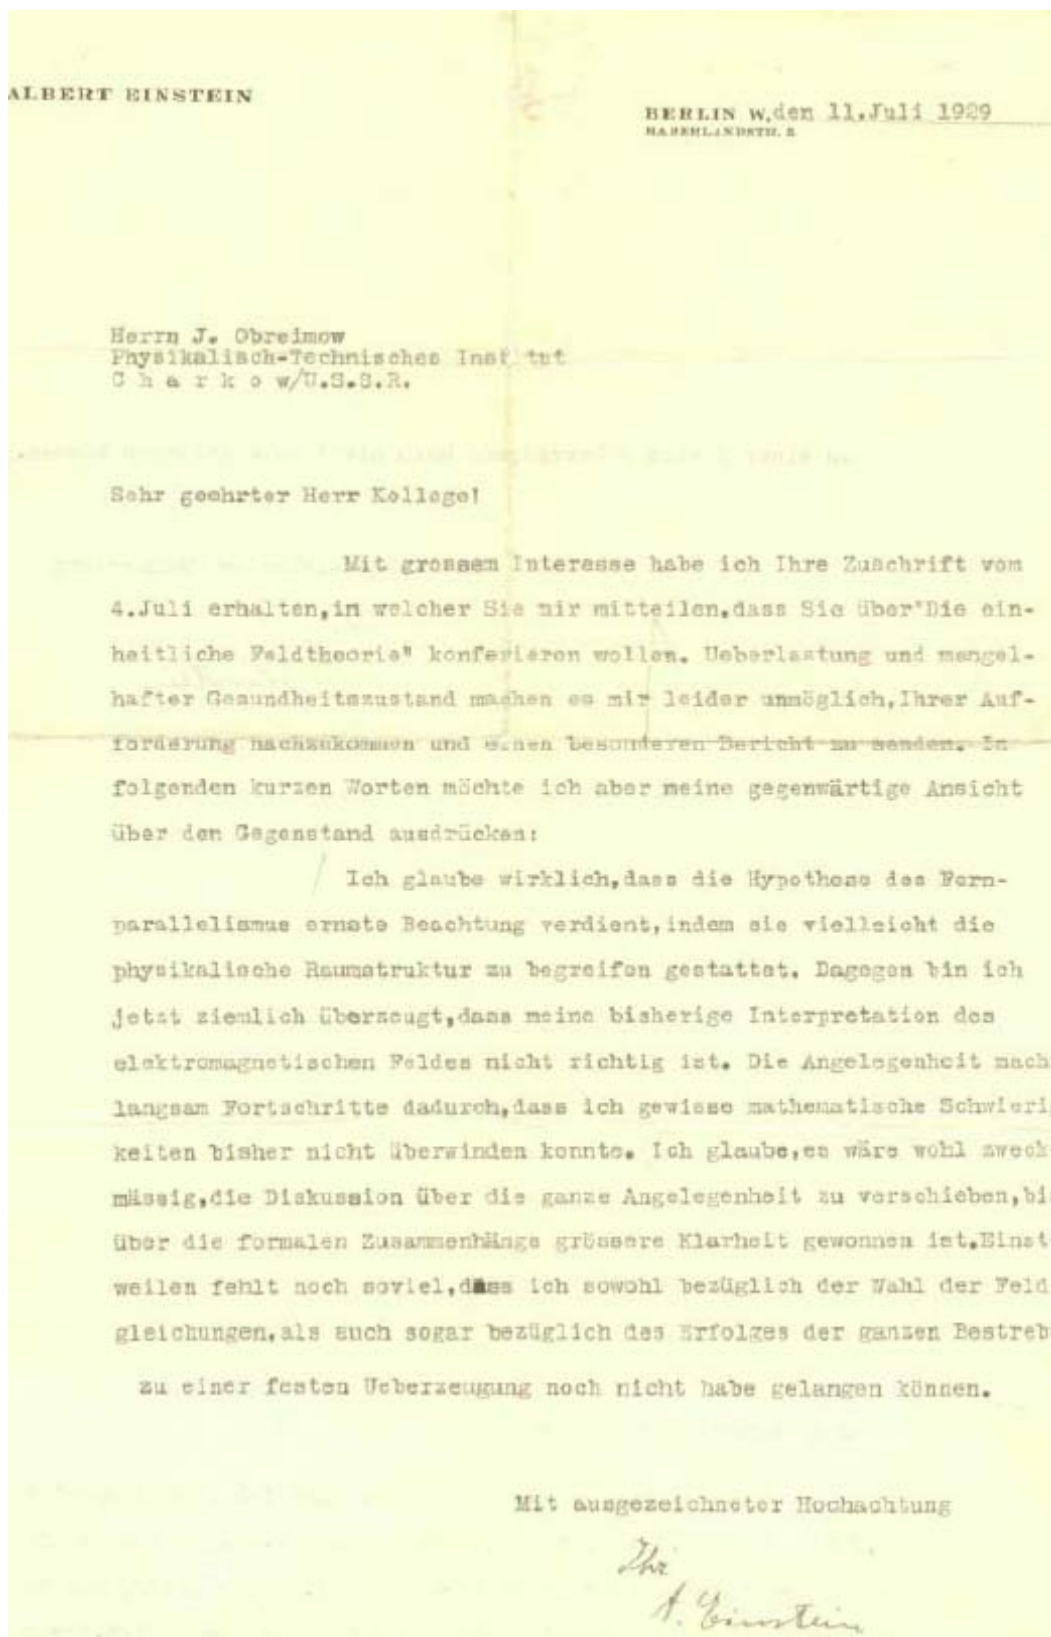 ALBERT EINSTEIN
BERLIN W, den 11.Juli 1929
HABERLANDSTR. 5
Herrn J. Obreimow
Physikalisch-Technisches Institut
C h a r k o w/U.S.S.R.
Sehr geehrter Herr Kollege!
Mit grossem Interesse habe ich Ihre Zuschrift vom
4.Juli erhalten,in welcher Sie mir mitteilen,dass Sie über"Die ein-
heitliche Feldtheorie" konferieren wollen. Ueberlastung und mangel-
hafter Gesundheitszustand machen es mir leider unmöglich,Ihrer Auf-
forderung nachzukommen und einen besonderen Bericht zu senden. In
folgenden kurzen Worten möchte ich aber meine gegenwärtige Ansicht
über den Gegenstand ausdrücken:
Ich glaube wirklich,dass die Hypothese des Fern-
parallelismus ernste Beachtung verdient,indem sie vielleicht die
physikalische Raumstruktur zu begreifen gestattet. Dagegen bin ich
jetzt ziemlich überzeugt,dass meine bisherige Interpretation des
elektromagnetischen Feldes nicht richtig ist. Die Angelegenheit mach
langsam Fortschritte dadurch,dass ich gewisse mathematische Schwieri
keiten bisher nicht überwinden konnte. Ich glaube,es wäre wohl zweck
mässig,die Diskussion über die ganze Angelegenheit zu verschieben,bi
über die formalen Zusammenhänge grössere Klarheit gewonnen ist.Einst
weilen fehlt noch soviel,dass ich sowohl bezüglich der Wahl der Feld
gleichungen,als auch sogar bezüglich des Erfolges der ganzen Bestreb
zu einer festen Ueberzeugung noch nicht habe gelangen können.
Mit ausgezeichneter Hochachtung
Ihr
A. Einstein